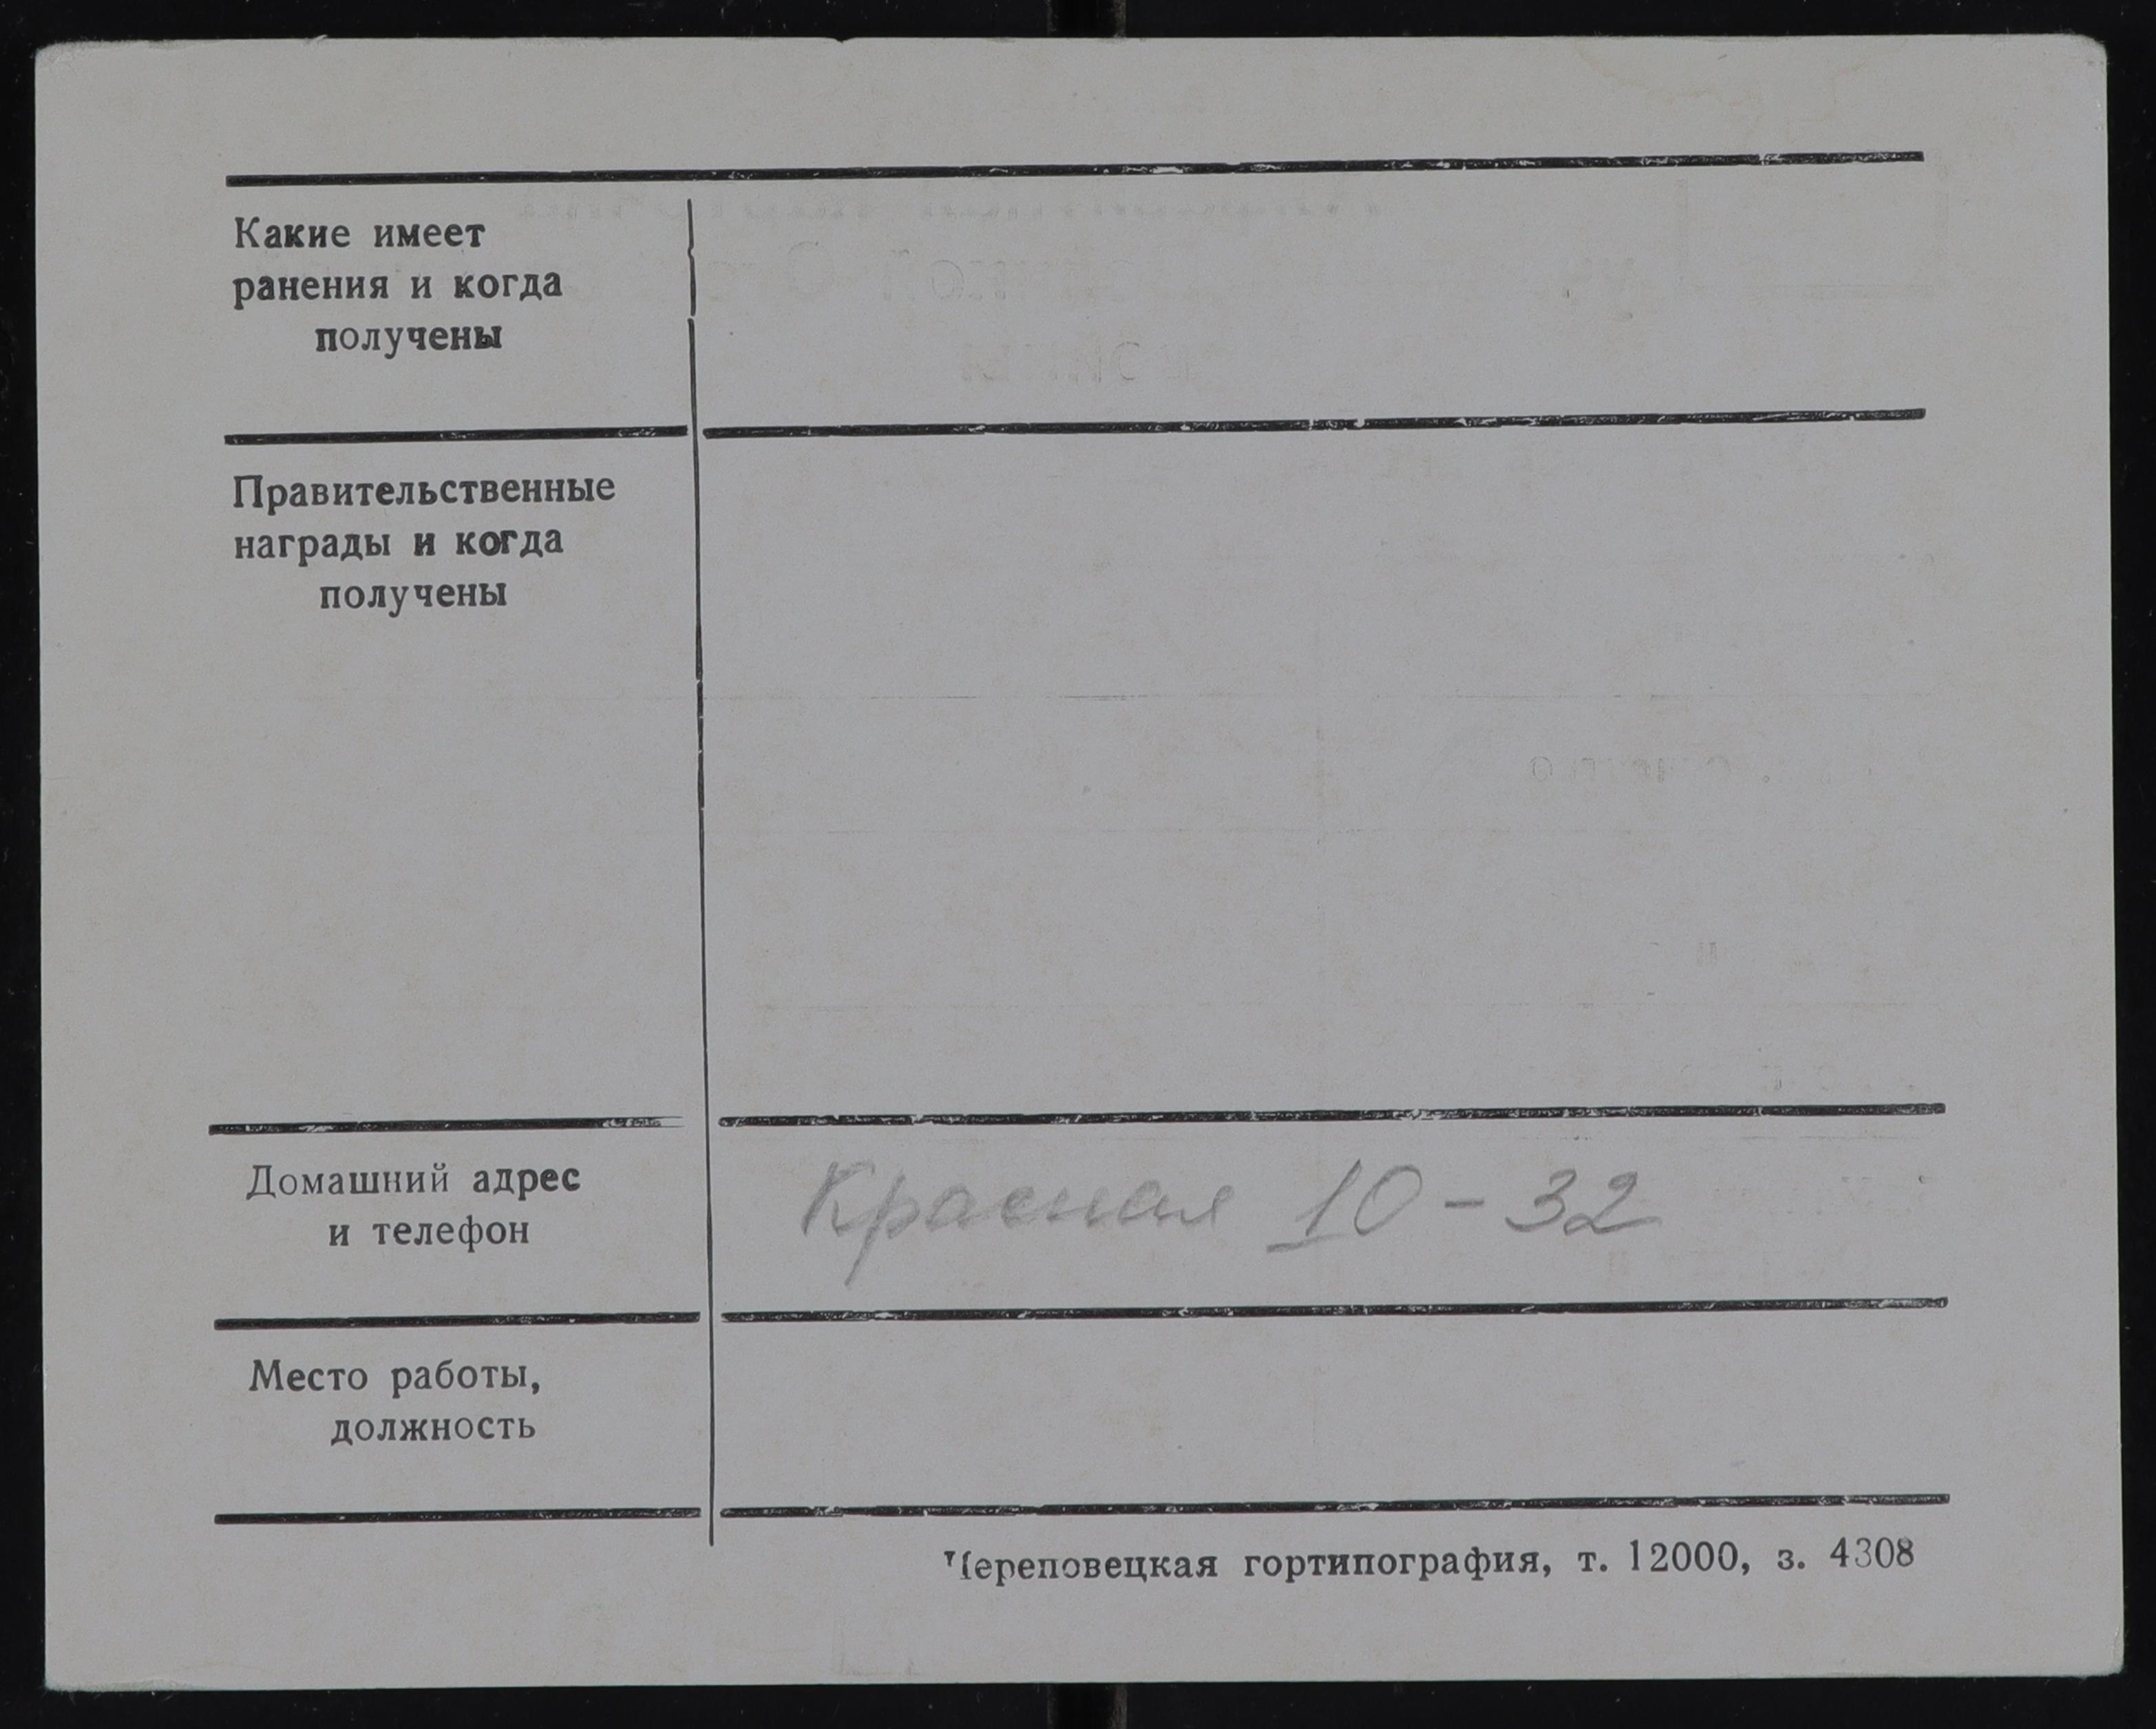 Какие имеет
ранения и когда
получены
Правительственные
награды и когда
получены
Домашний адрес
и телефон
Красная 10-32
Место работы,
должность
Череповецкая гортипография, т. 12000, з. 4308